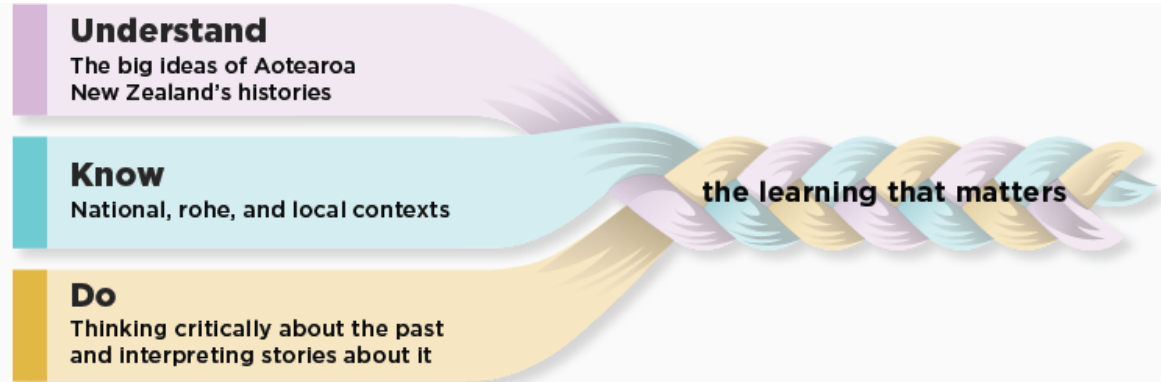 Understand
The big ideas of Aotearoa
New Zealand's histories
Know
National, rohe, and local contexts
Do
Thinking critically about the past
and interpreting stories about it
the learning that matters